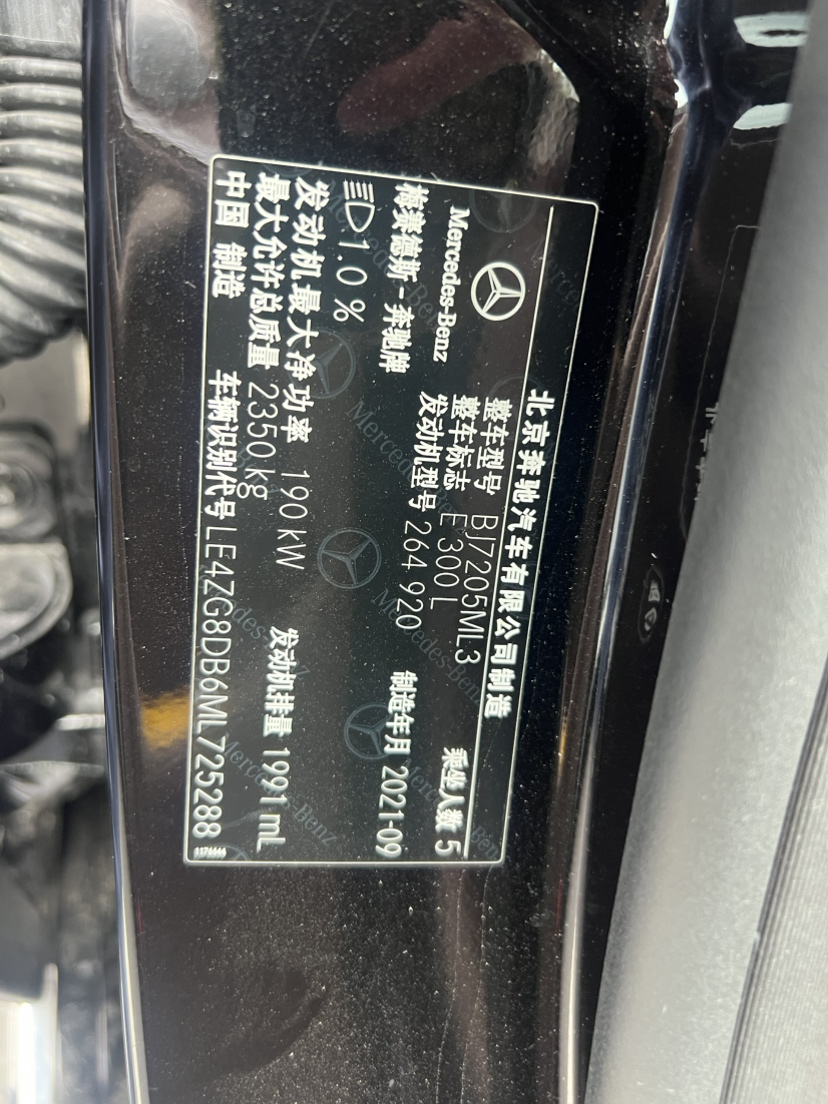 北京奔驰汽车有限公司制造
Mercedes-Benz
梅赛德斯-奔驰牌
整车型号 BJ7205ML3 乘坐人数 5
整车标志 E 300 L
发动机型号 264 920 制造年月 2021-09
1.0 %
发动机最大净功率 190 kW 发动机排量 1991 mL
最大允许总质量 2350 kg
中国 制造 车辆识别代号 LE4ZG8DB6ML725288